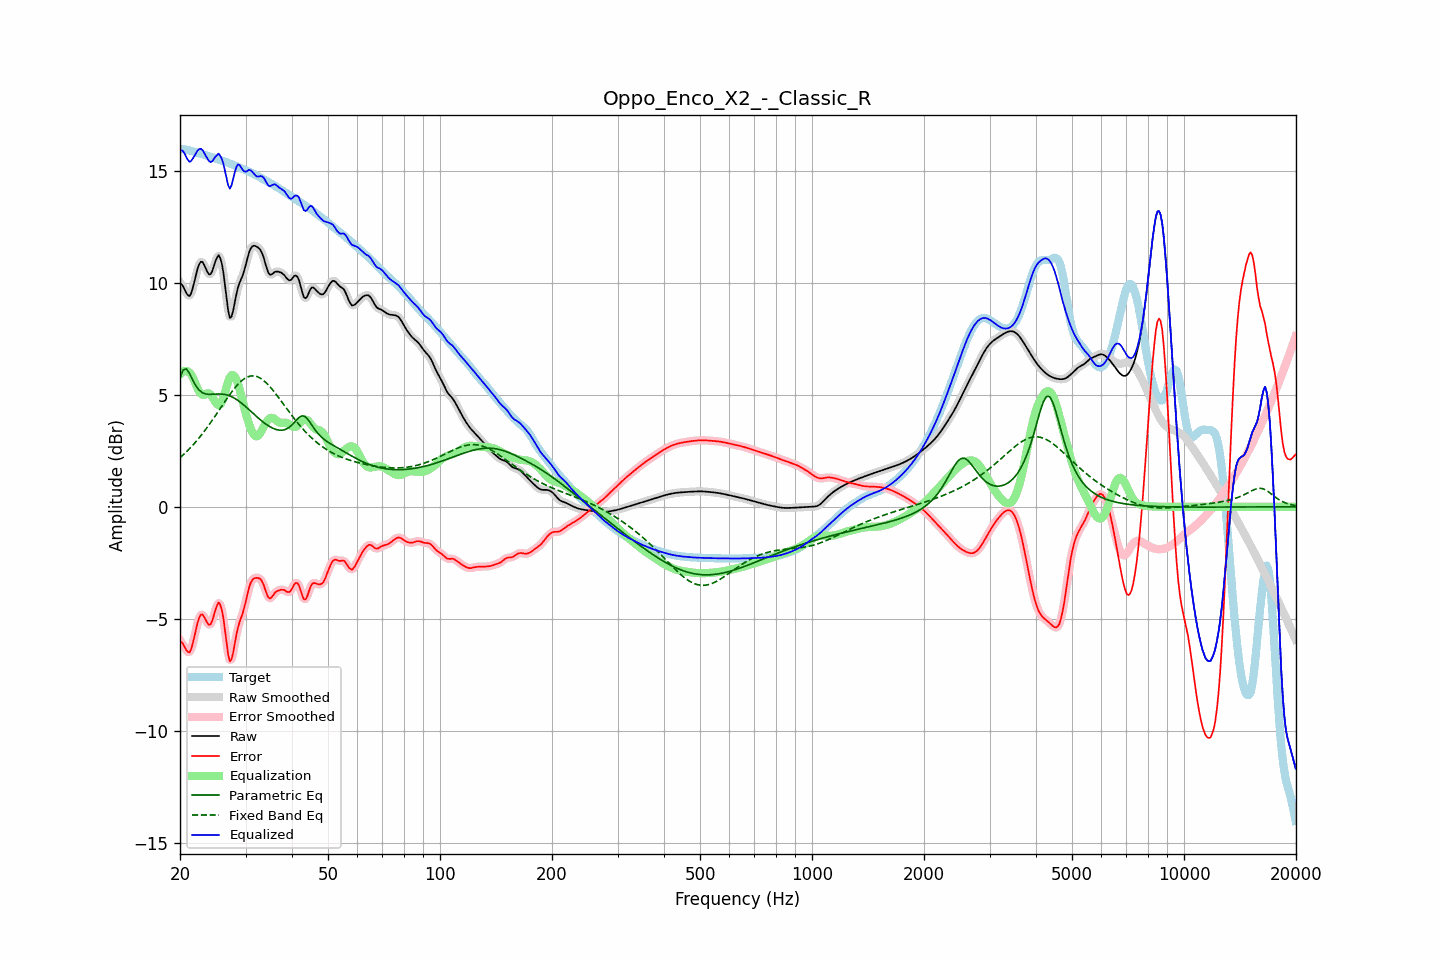 Oppo_Enco_X2_-_Classic_R
Amplitude (dBr)
15
10
5
0
−5
−10
−15
Target
Raw Smoothed
Error Smoothed
Raw
Error
Equalization
Parametric Eq
Fixed Band Eq
Equalized
20 50 100 200 500 1000 2000 5000 10000 20000
Frequency (Hz)